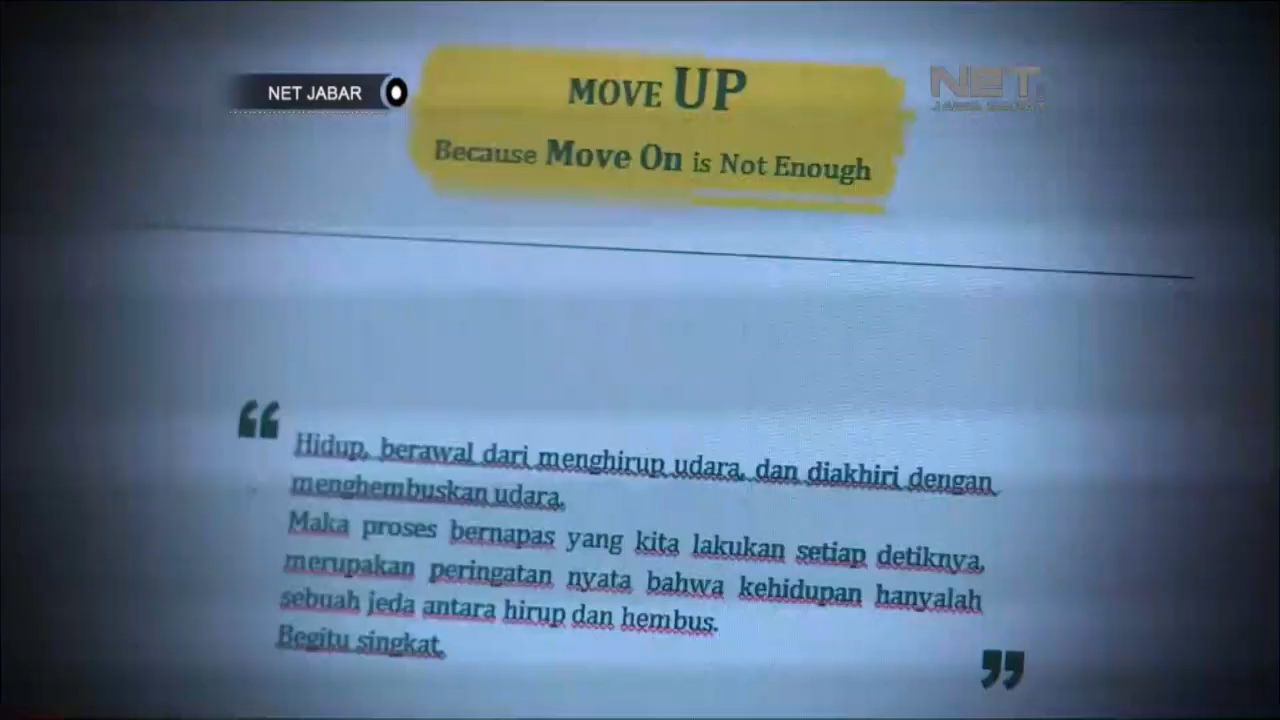 NET JABAR
NET.
MOVE UP
Because Move On is Not Enough
“
Hidup, berawal dari menghirup udara, dan diakhiri dengan
menghembuskan udara.
Maka proses bernapas yang kita lakukan setiap detiknya,
merupakan peringatan nyata bahwa kehidupan hanyalah
sebuah jeda antara hirup dan hembus.
Begitu singkat.
”